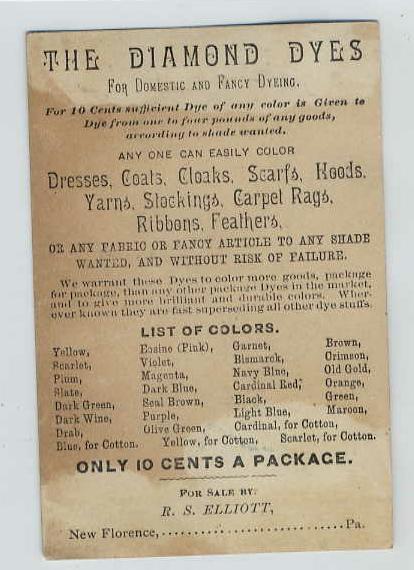 THE DIAMOND DYES
FOR DOMESTIC AND FANCY DYEING.
For 10 Cents sufficient Dye of any color is Given to
Dye from one to four pounds of any goods,
according to shade wanted.
ANY ONE CAN EASILY COLOR
Dresses, Coats, Cloaks, Scarfs, Hoods,
Yarns, Stockings, Carpet Rags,
Ribbons, Feathers,
OR ANY FABRIC OR FANCY ARTICLE TO ANY SHADE
WANTED, AND WITHOUT RISK OF FAILURE.
We warrant these Dyes to color more goods, package
for package, than any other package Dyes in the market,
and to give more brilliant and durable colors. Wher-
ever known they are fast superseding all other dye stuffs.
LIST OF COLORS.
Yellow, Eosine (Pink), Garnet, Brown,
Scarlet, Violet, Bismarck, Crimson,
Plum, Magenta, Navy Blue, Old Gold,
Slate, Dark Blue, Cardinal Red, Orange,
Dark Green, Seal Brown, Black, Green,
Dark Wine, Purple, Light Blue, Maroon,
Drab, Olive Green, Cardinal, for Cotton,
Blue, for Cotton. Yellow, for Cotton, Scarlet, for Cotton.
ONLY 10 CENTS A PACKAGE.
FOR SALE BY:
R. S. ELLIOTT,
New Florence,..............................Pa.